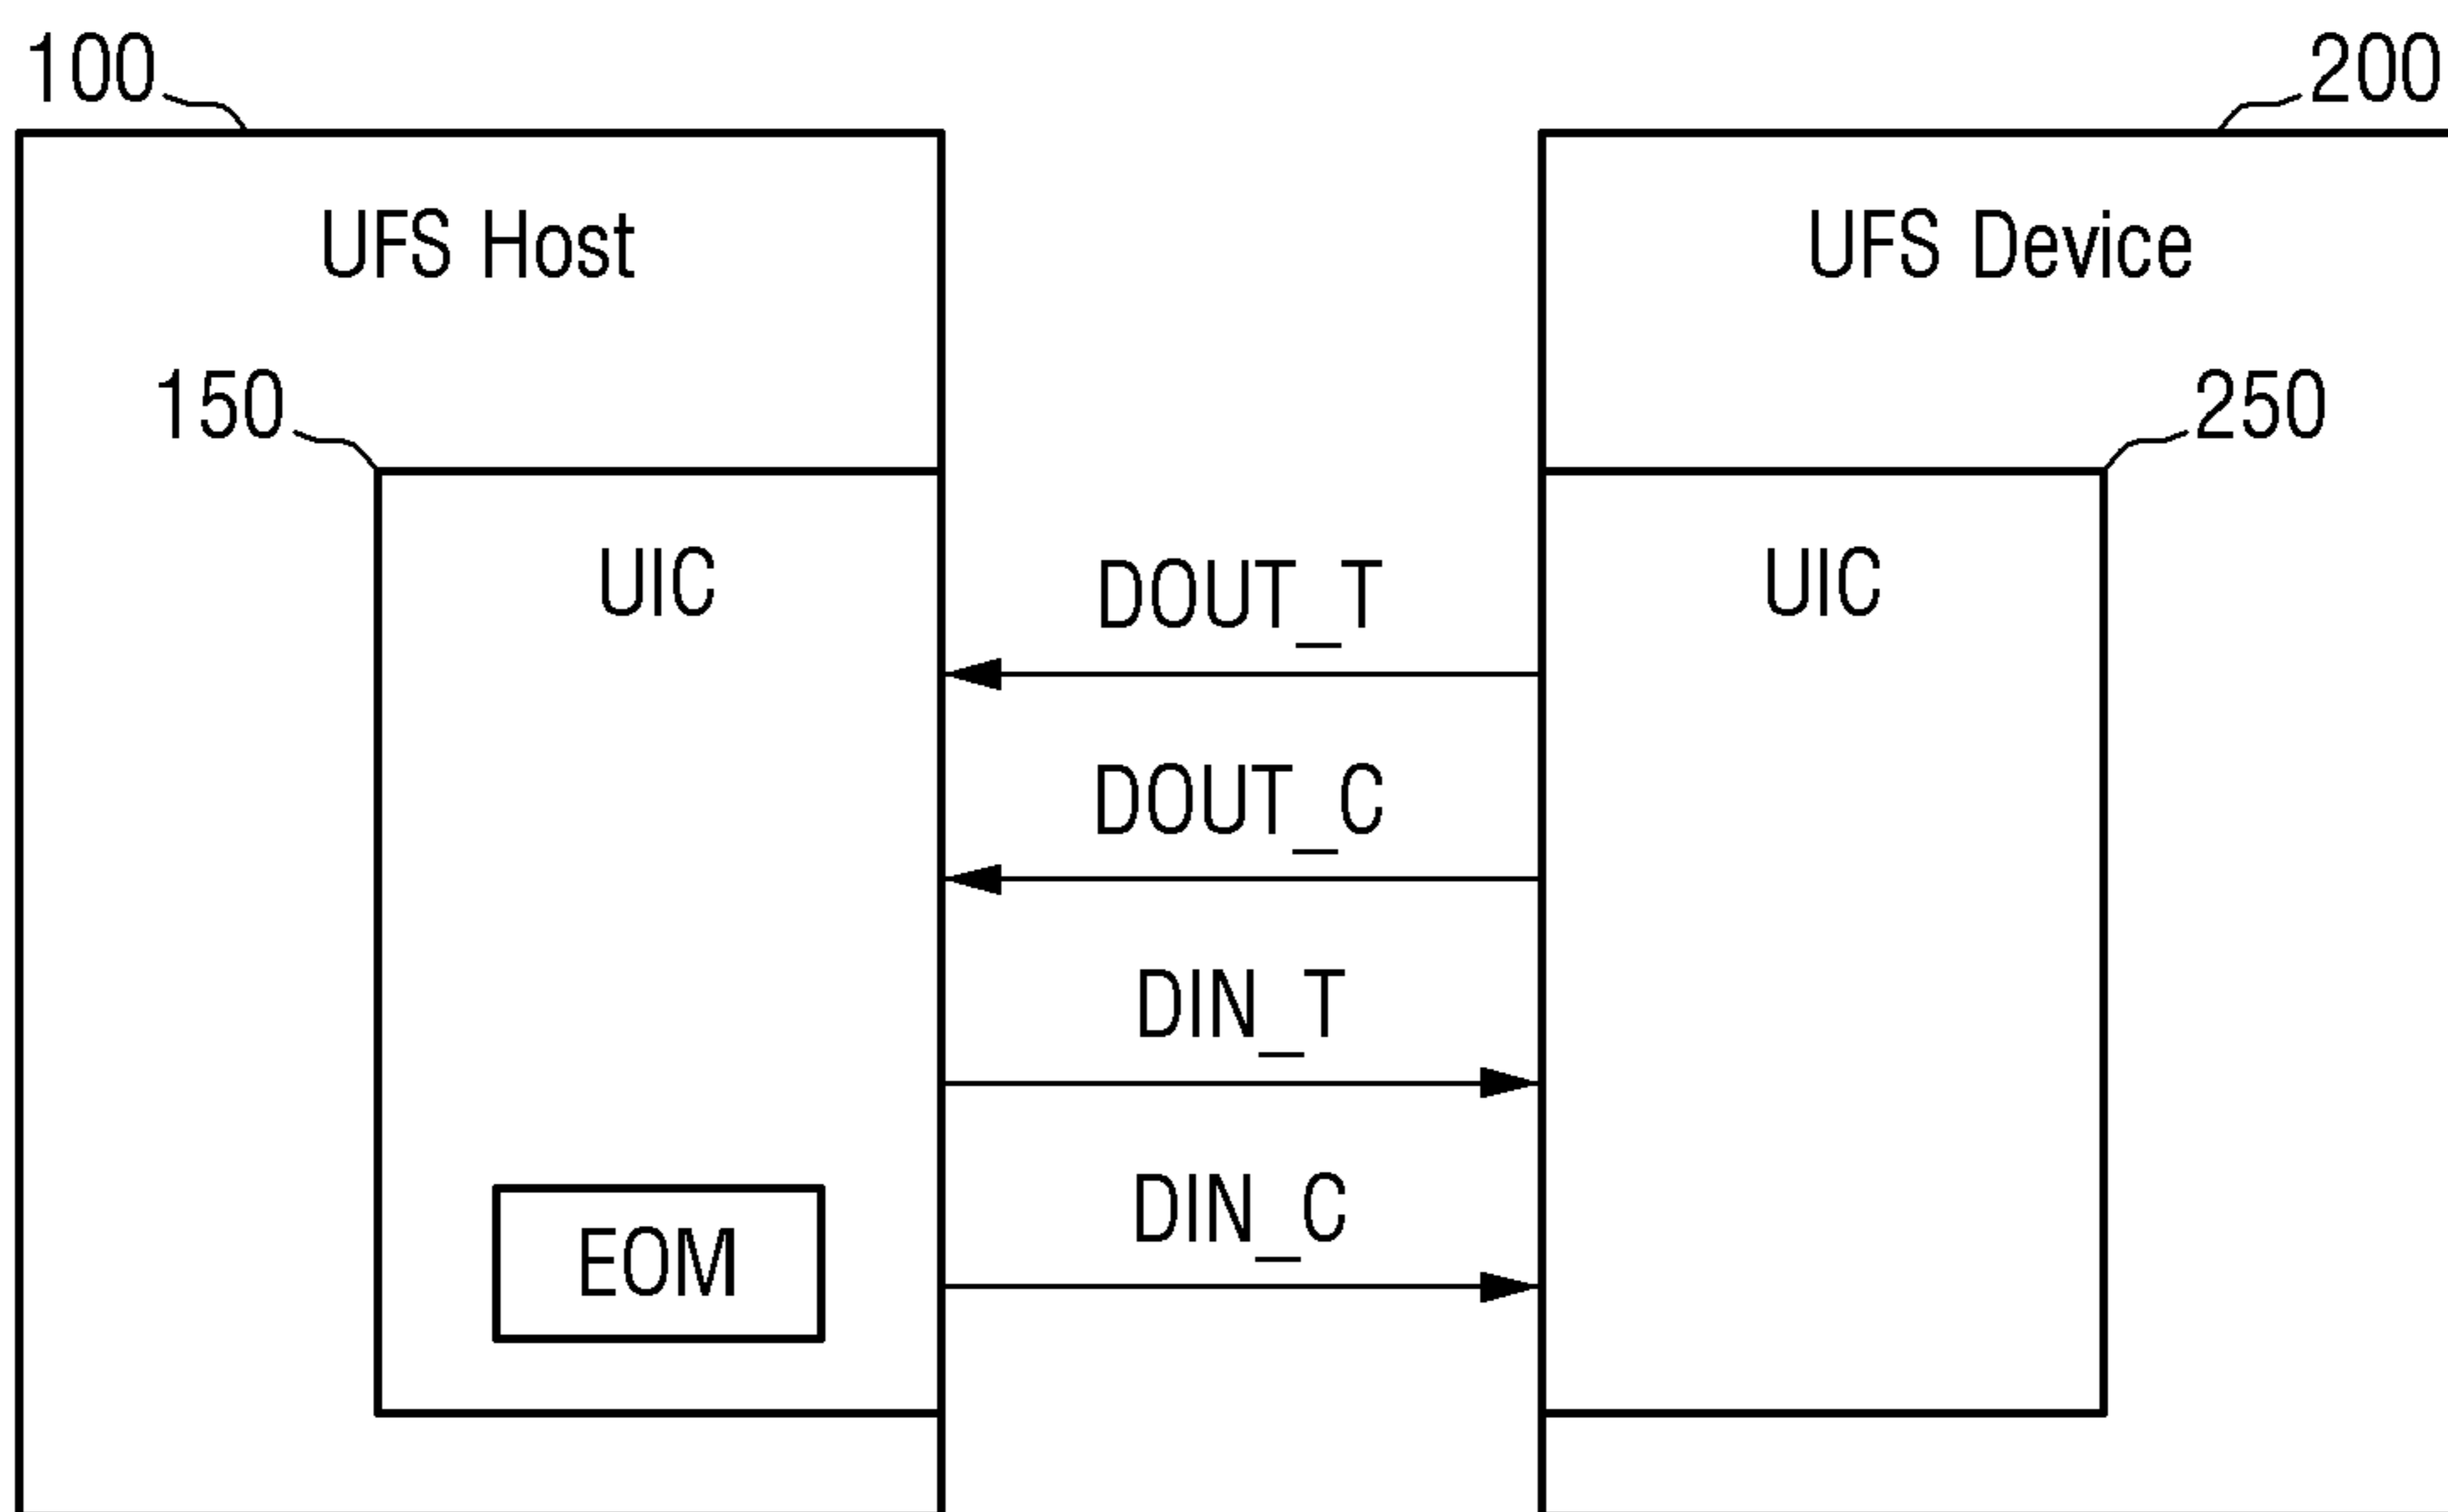 100
200
UFS Host
UFS Device
150
250
UIC
UIC
DOUT_T
DOUT_C
DIN_T
DIN_C
EOM